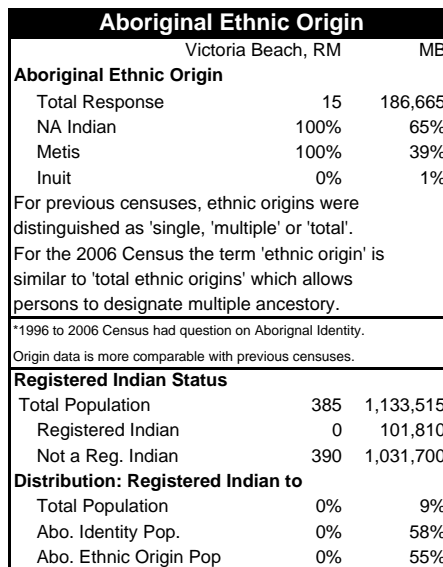 Aboriginal Ethnic Origin
Victoria Beach, RM MB
Aboriginal Ethnic Origin
Total Response 15 186,665
NA Indian 100% 65%
Metis 100% 39%
Inuit 0% 1%
For previous censuses, ethnic origins were
distinguished as 'single, 'multiple' or 'total'.
For the 2006 Census the term 'ethnic origin' is
similar to 'total ethnic origins' which allows
persons to designate multiple ancestory.
*1996 to 2006 Census had question on Aborignal Identity.
Origin data is more comparable with previous censuses.
Registered Indian Status
Total Population 385 1,133,515
Registered Indian 0 101,810
Not a Reg. Indian 390 1,031,700
Distribution: Registered Indian to
Total Population 0% 9%
Abo. Identity Pop. 0% 58%
Abo. Ethnic Origin Pop 0% 55%